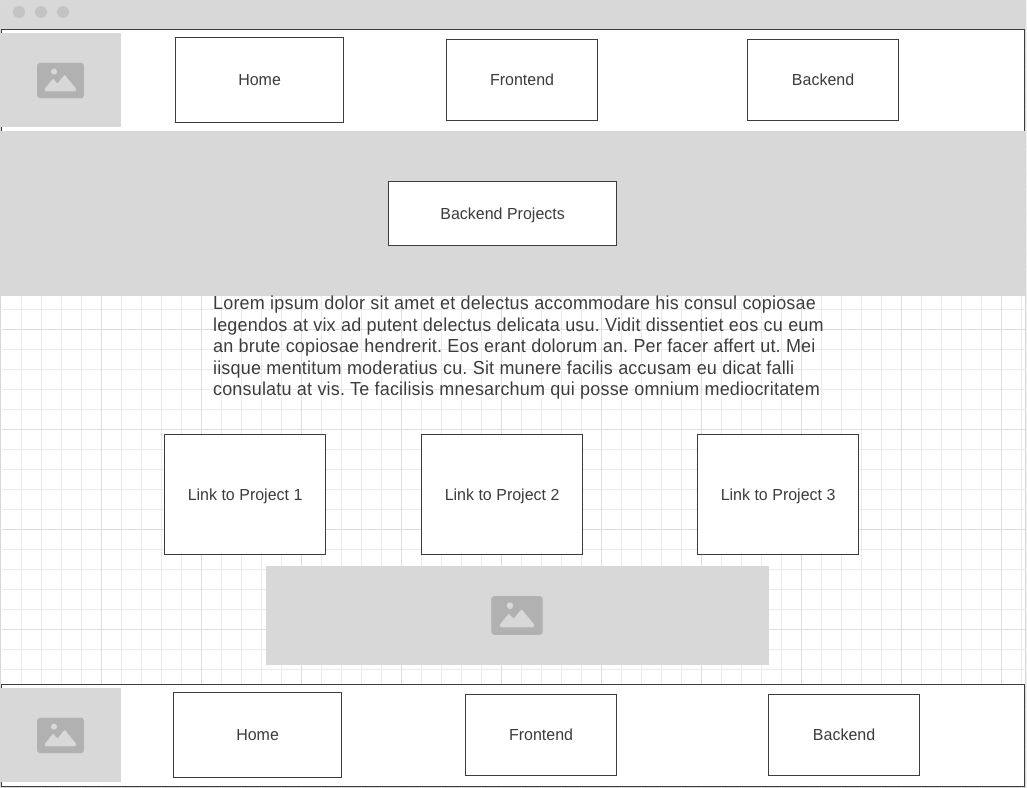 Home
Frontend
Backend
Backend Projects
Lorem ipsum dolor sit amet et delectus accommodare his consul copiosae
legendos at vix ad putent delectus delicata usu. Vidit dissentiet eos cu eum
an brute copiosae hendrerit. Eos erant dolorum an. Per facer affert ut. Mei
iisque mentitum moderatius cu. Sit munere facilis accusam eu dicat falli
consulatu at vis. Te facilisis mnesarchum qui posse omnium mediocritatem
Link to Project 1
Link to Project 2
Link to Project 3
Home
Frontend
Backend